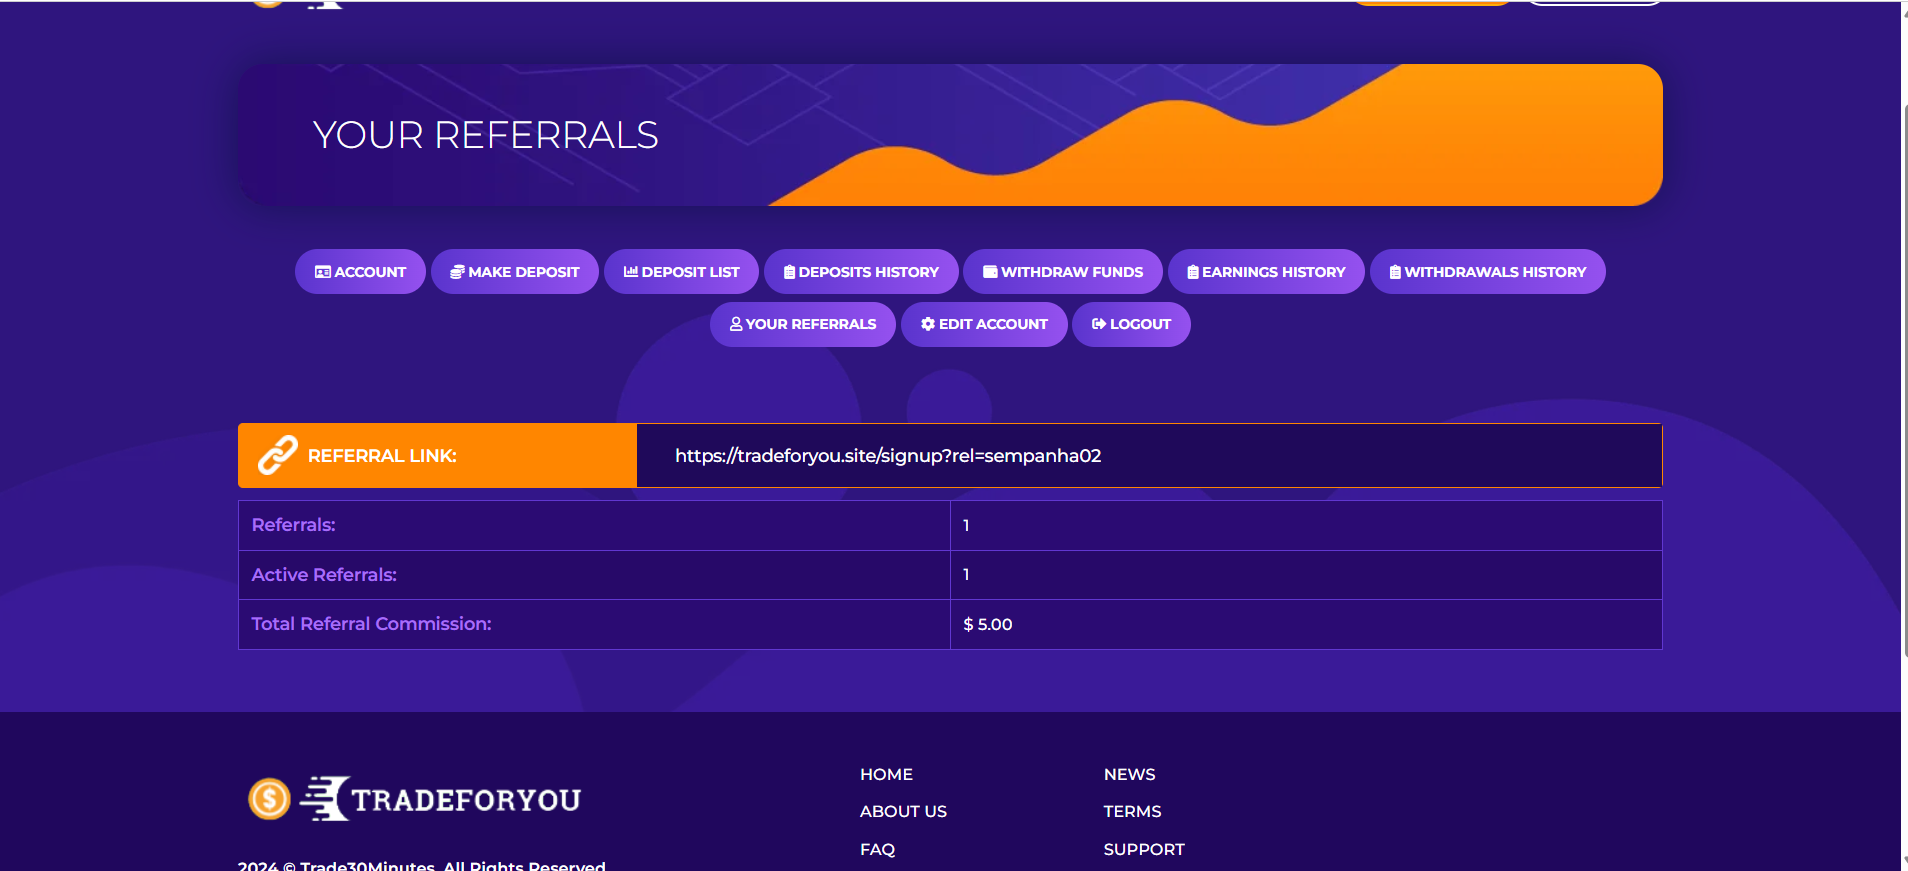 YOUR REFERRALS
ACCOUNT MAKE DEPOSIT DEPOSIT LIST DEPOSITS HISTORY WITHDRAW FUNDS EARNINGS HISTORY WITHDRAWALS HISTORY
YOUR REFERRALS EDIT ACCOUNT LOGOUT
REFERRAL LINK: https://tradeforyou.site/signup?rel=sempanha02
Referrals: 1
Active Referrals: 1
Total Referral Commission: $ 5.00
HOME NEWS
TRADEFORYOU
ABOUT US TERMS
FAQ SUPPORT
2024 © Trade30Minutes. All Rights Reserved